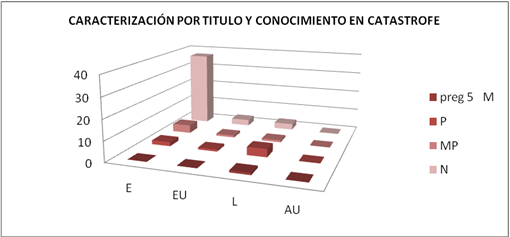 CARACTERIZACIÓN POR TITULO Y CONOCIMIENTO EN CATASTROFE
40
30
20
10
0
E
EU
L
AU
preg 5 M
P
MP
N